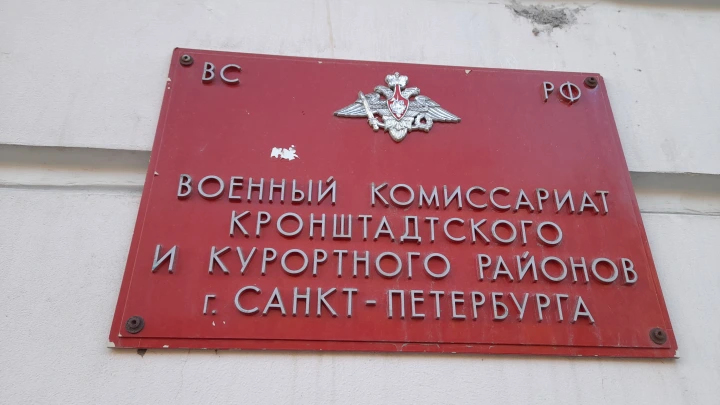 ВС РФ
ВОЕННЫЙ КОМИССАРИАТ
КРОНШТАДТСКОГО
И КУРОРТНОГО РАЙОНОВ
г. САНКТ-ПЕТЕРБУРГА